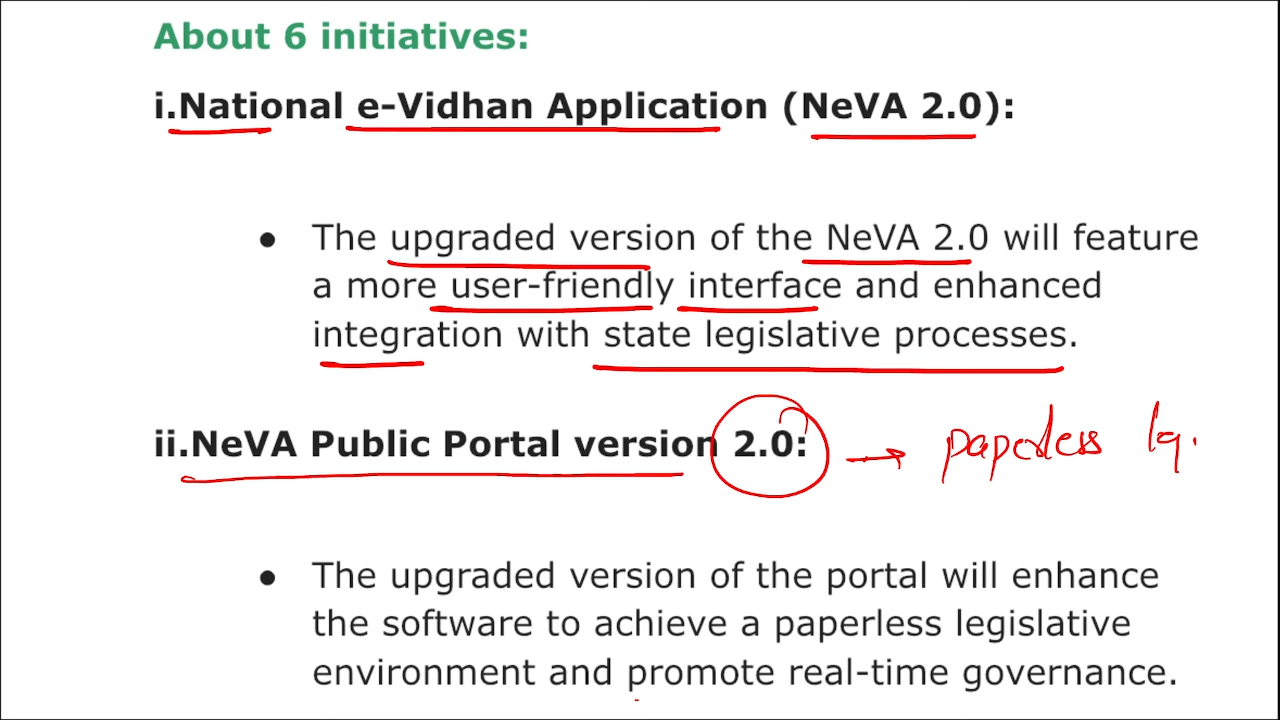 About 6 initiatives:
i.National e-Vidhan Application (NeVA 2.0):
● The upgraded version of the NeVA 2.0 will feature
a more user-friendly interface and enhanced
integration with state legislative processes.
ii.NeVA Public Portal version 2.0: → paperless
● The upgraded version of the portal will enhance
the software to achieve a paperless legislative
environment and promote real-time governance.